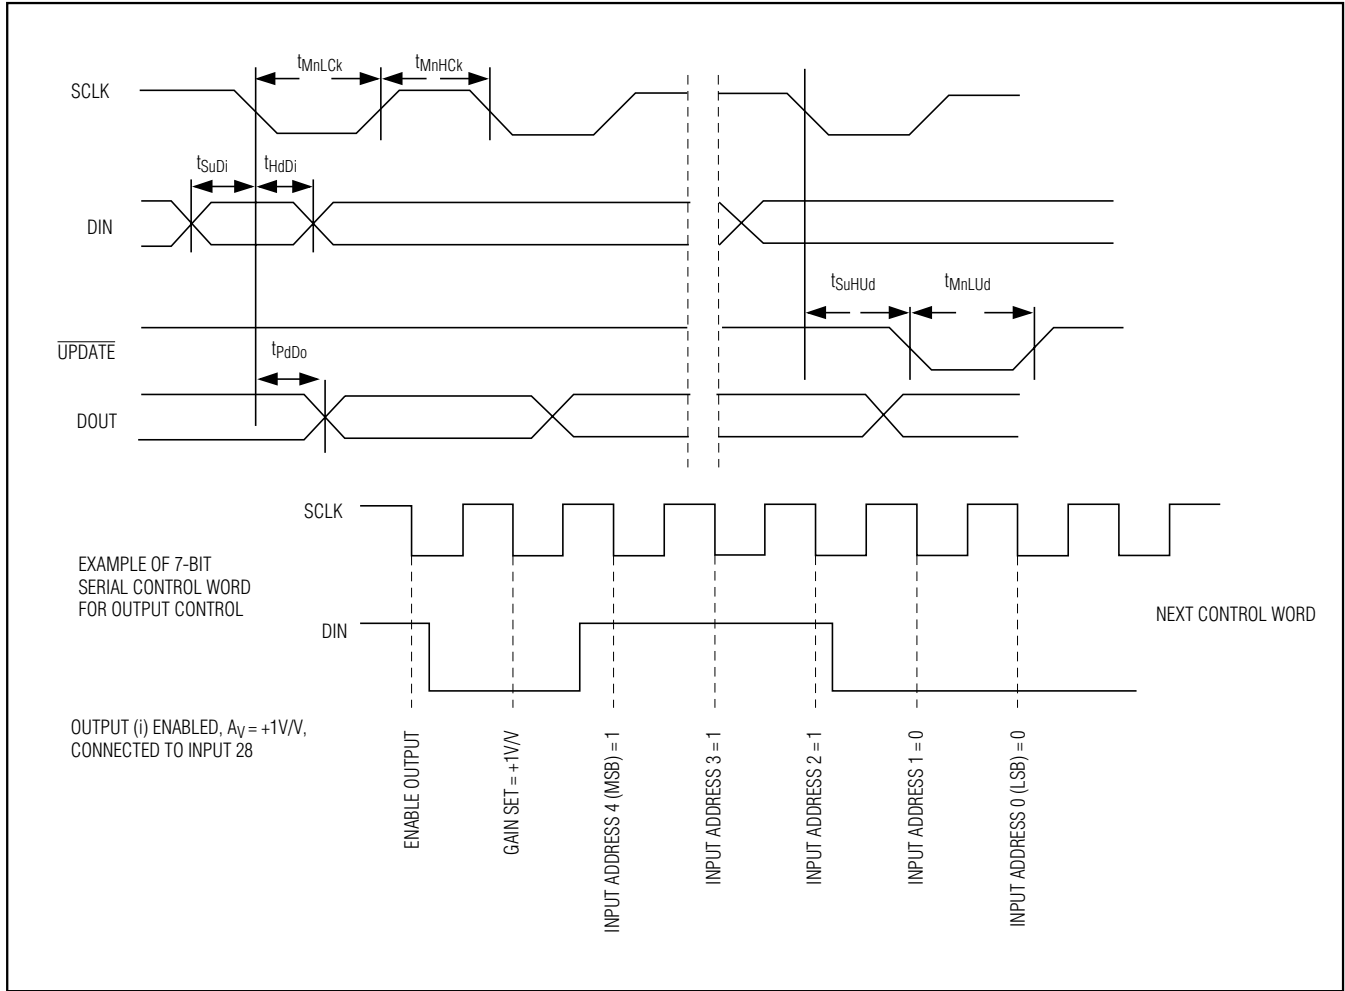 tMnLCk
tMnHCk
SCLK
tSuDi
tHdDi
DIN
tSuHUd
tMnLUd
UPDATE
tPdDo
DOUT
SCLK
EXAMPLE OF 7-BIT
SERIAL CONTROL WORD
FOR OUTPUT CONTROL
DIN
NEXT CONTROL WORD
OUTPUT (i) ENABLED, AV = +1V/V,
CONNECTED TO INPUT 28
ENABLE OUTPUT
GAIN SET = +1V/V
INPUT ADDRESS 4 (MSB) = 1
INPUT ADDRESS 3 = 1
INPUT ADDRESS 2 = 1
INPUT ADDRESS 1 = 0
INPUT ADDRESS 0 (LSB) = 0